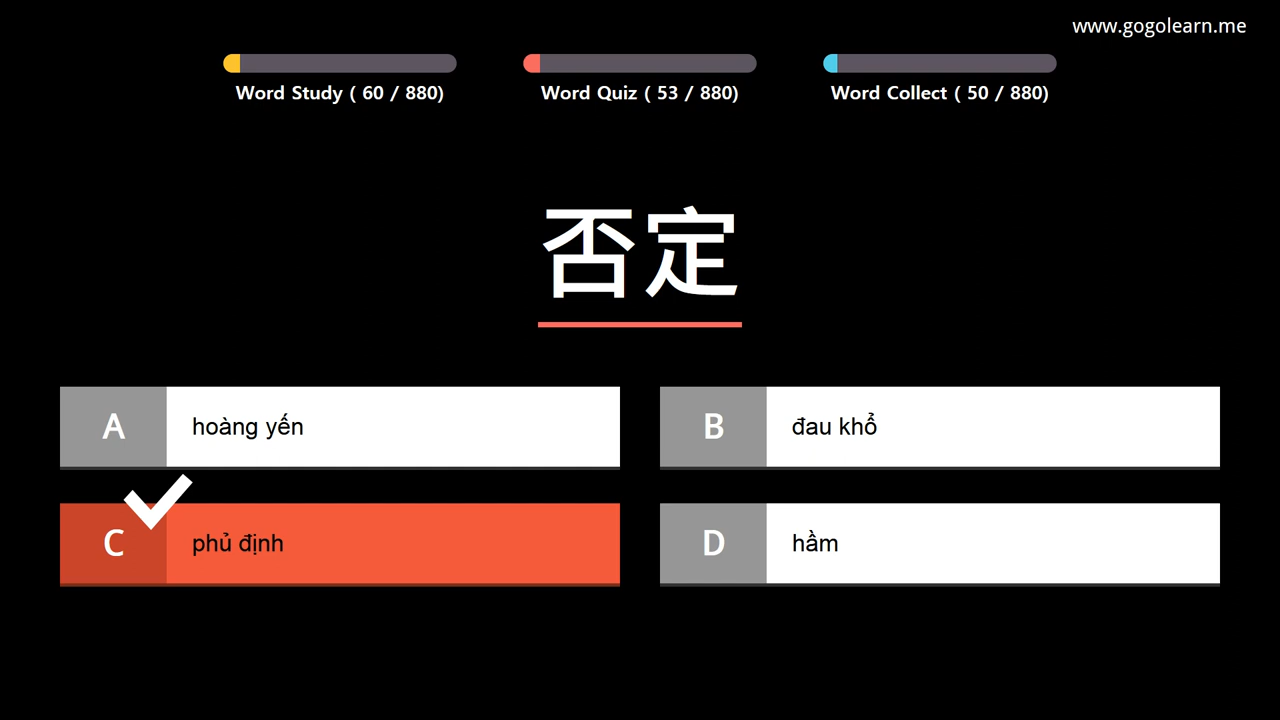 www.gogolearn.me
Word Study ( 60 / 880)
Word Quiz ( 53 / 880)
Word Collect ( 50 / 880)
否定
A hoàng yến
B đau khổ
C phủ định
D hầm